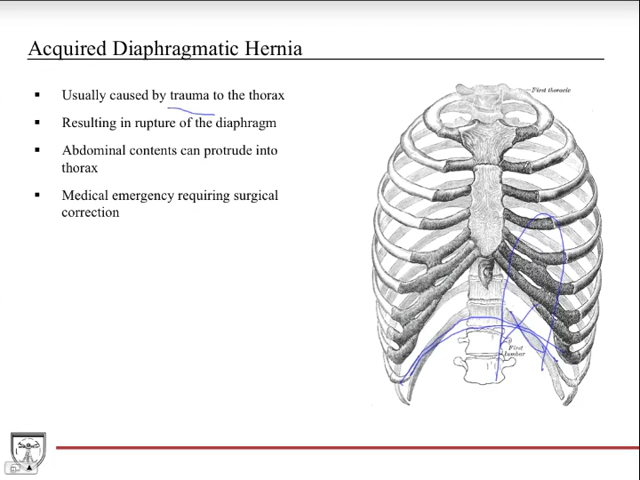 Acquired Diaphragmatic Hernia
▪ Usually caused by trauma to the thorax
▪ Resulting in rupture of the diaphragm
▪ Abdominal contents can protrude into
thorax
▪ Medical emergency requiring surgical
correction
First thoracic
First
lumbar